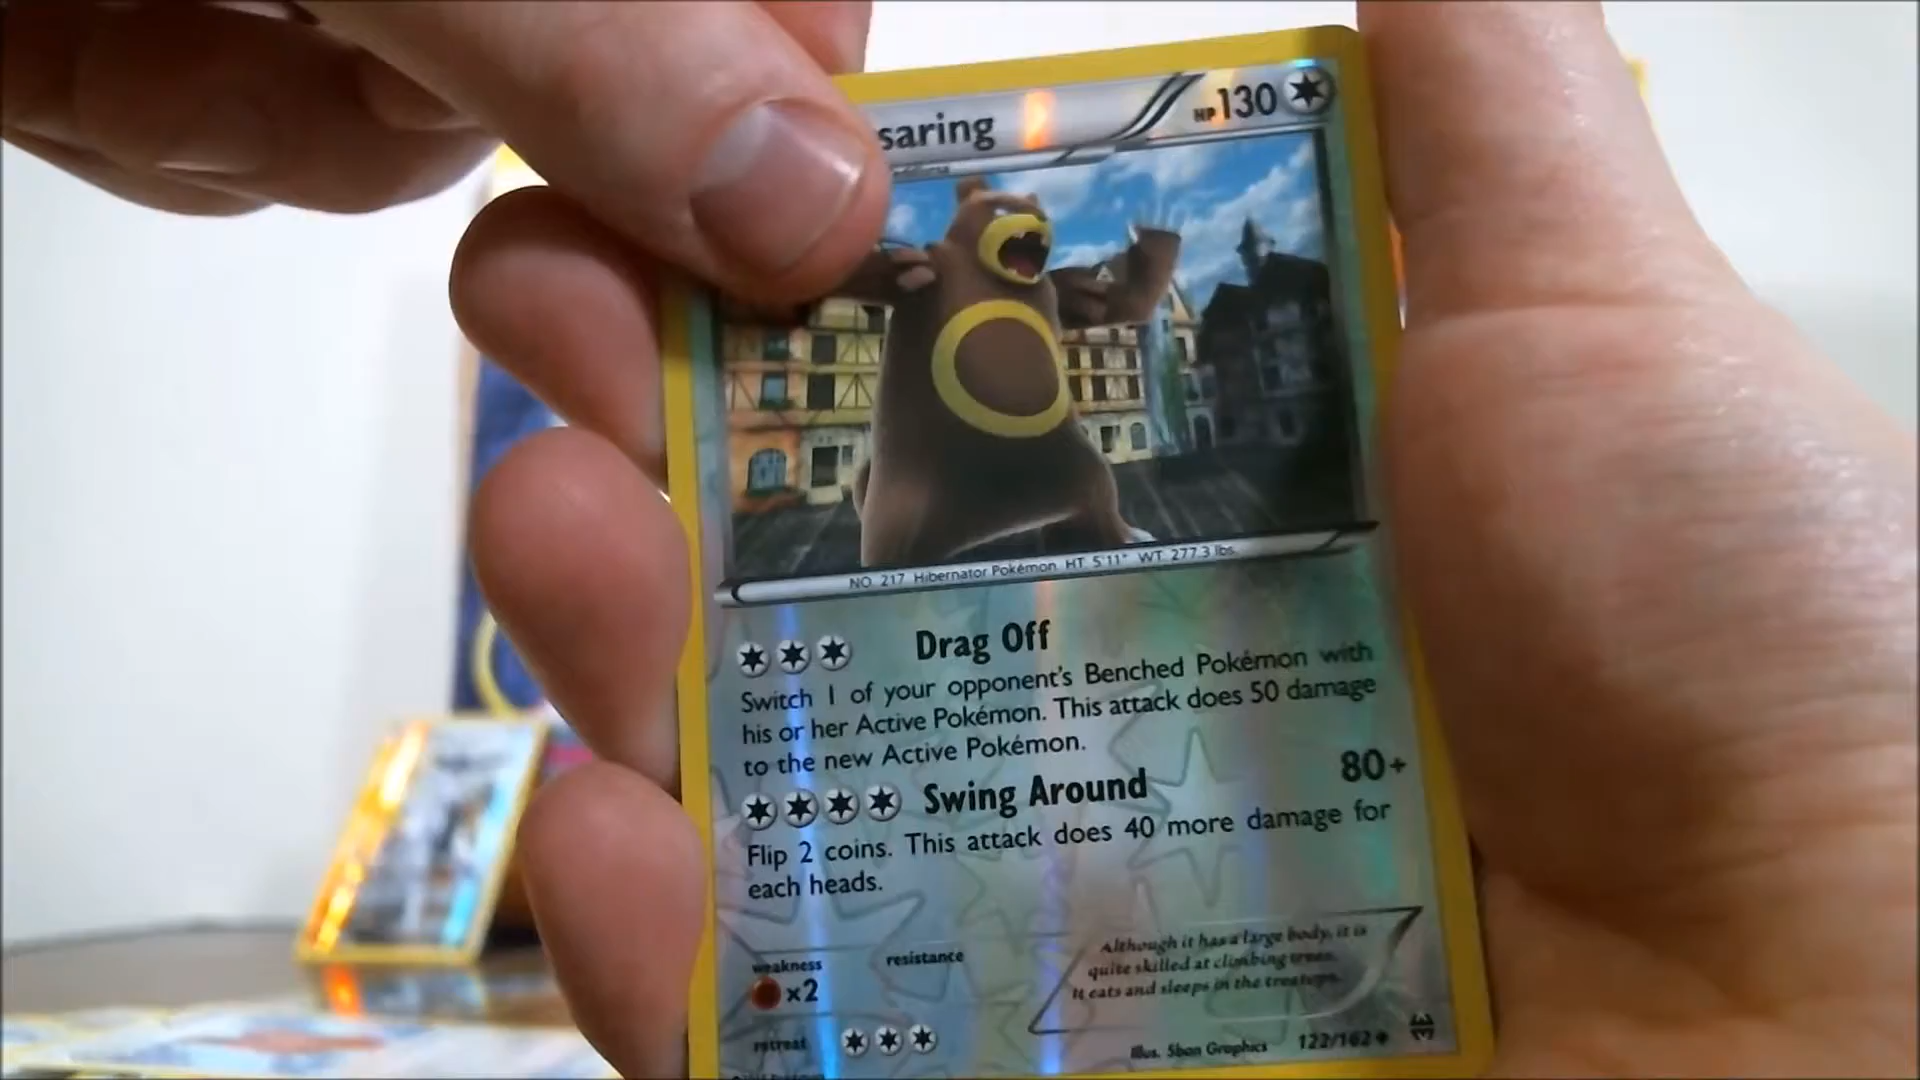 saring HP130
NO. 217 Hibernator Pokémon HT. 5'11" WT. 277.3 lbs.
Drag Off
Switch 1 of your opponent's Benched Pokémon with
his or her Active Pokémon. This attack does 50 damage
to the new Active Pokémon.
Swing Around 80+
Flip 2 coins. This attack does 40 more damage for
each heads.
weakness resistance
×2
Although it has a large body, it is
quite skilled at climbing trees.
It eats and sleeps in the treetops.
retreat
Illus. 5ban Graphics 122/162